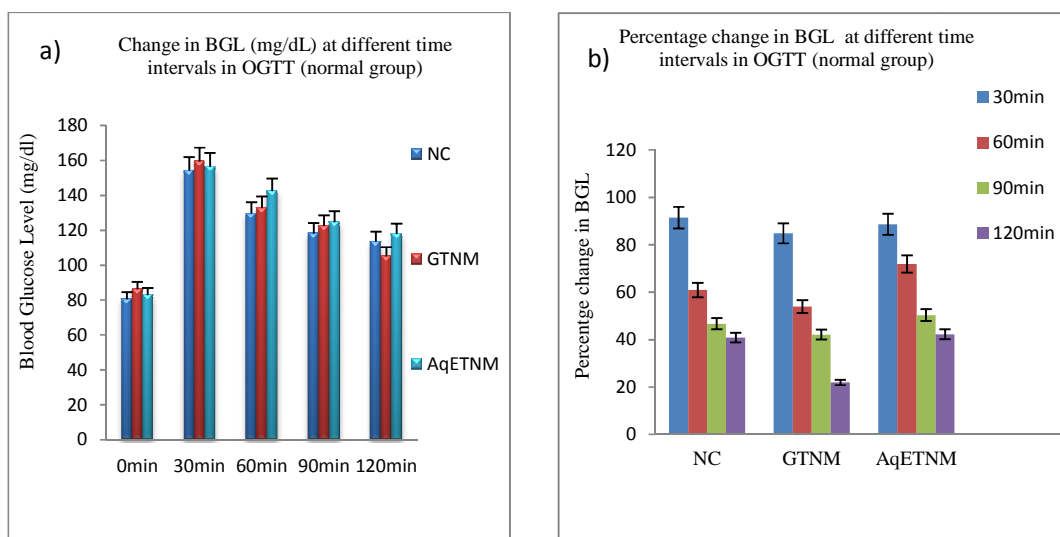 a)
Change in BGL (mg/dL) at different time
intervals in OGTT (normal group)
Blood Glucose Level (mg/dl)
180
160
140
120
100
80
60
40
20
0
0min 30min 60min 90min 120min
NC
GTNM
AqETNM
b)
Percentage change in BGL at different time
intervals in OGTT (normal group)
Percentge change in BGL
120
100
80
60
40
20
0
NC GTNM AqETNM
30min
60min
90min
120min